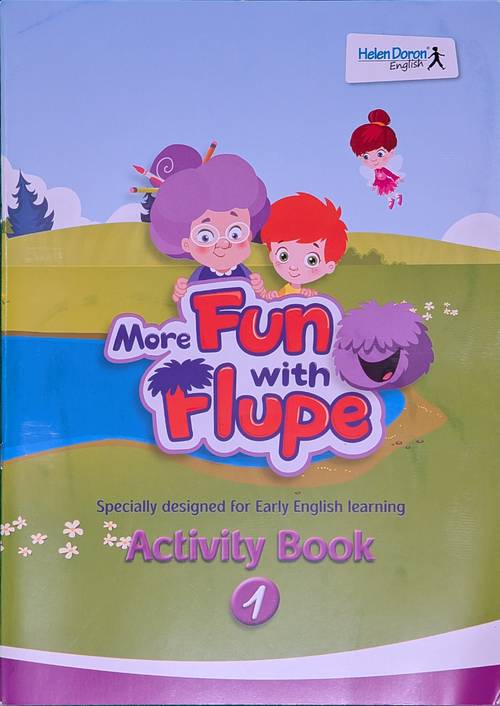 Helen Doron®
English
More Fun
with
Flupe
Specially designed for Early English learning
Activity Book
1